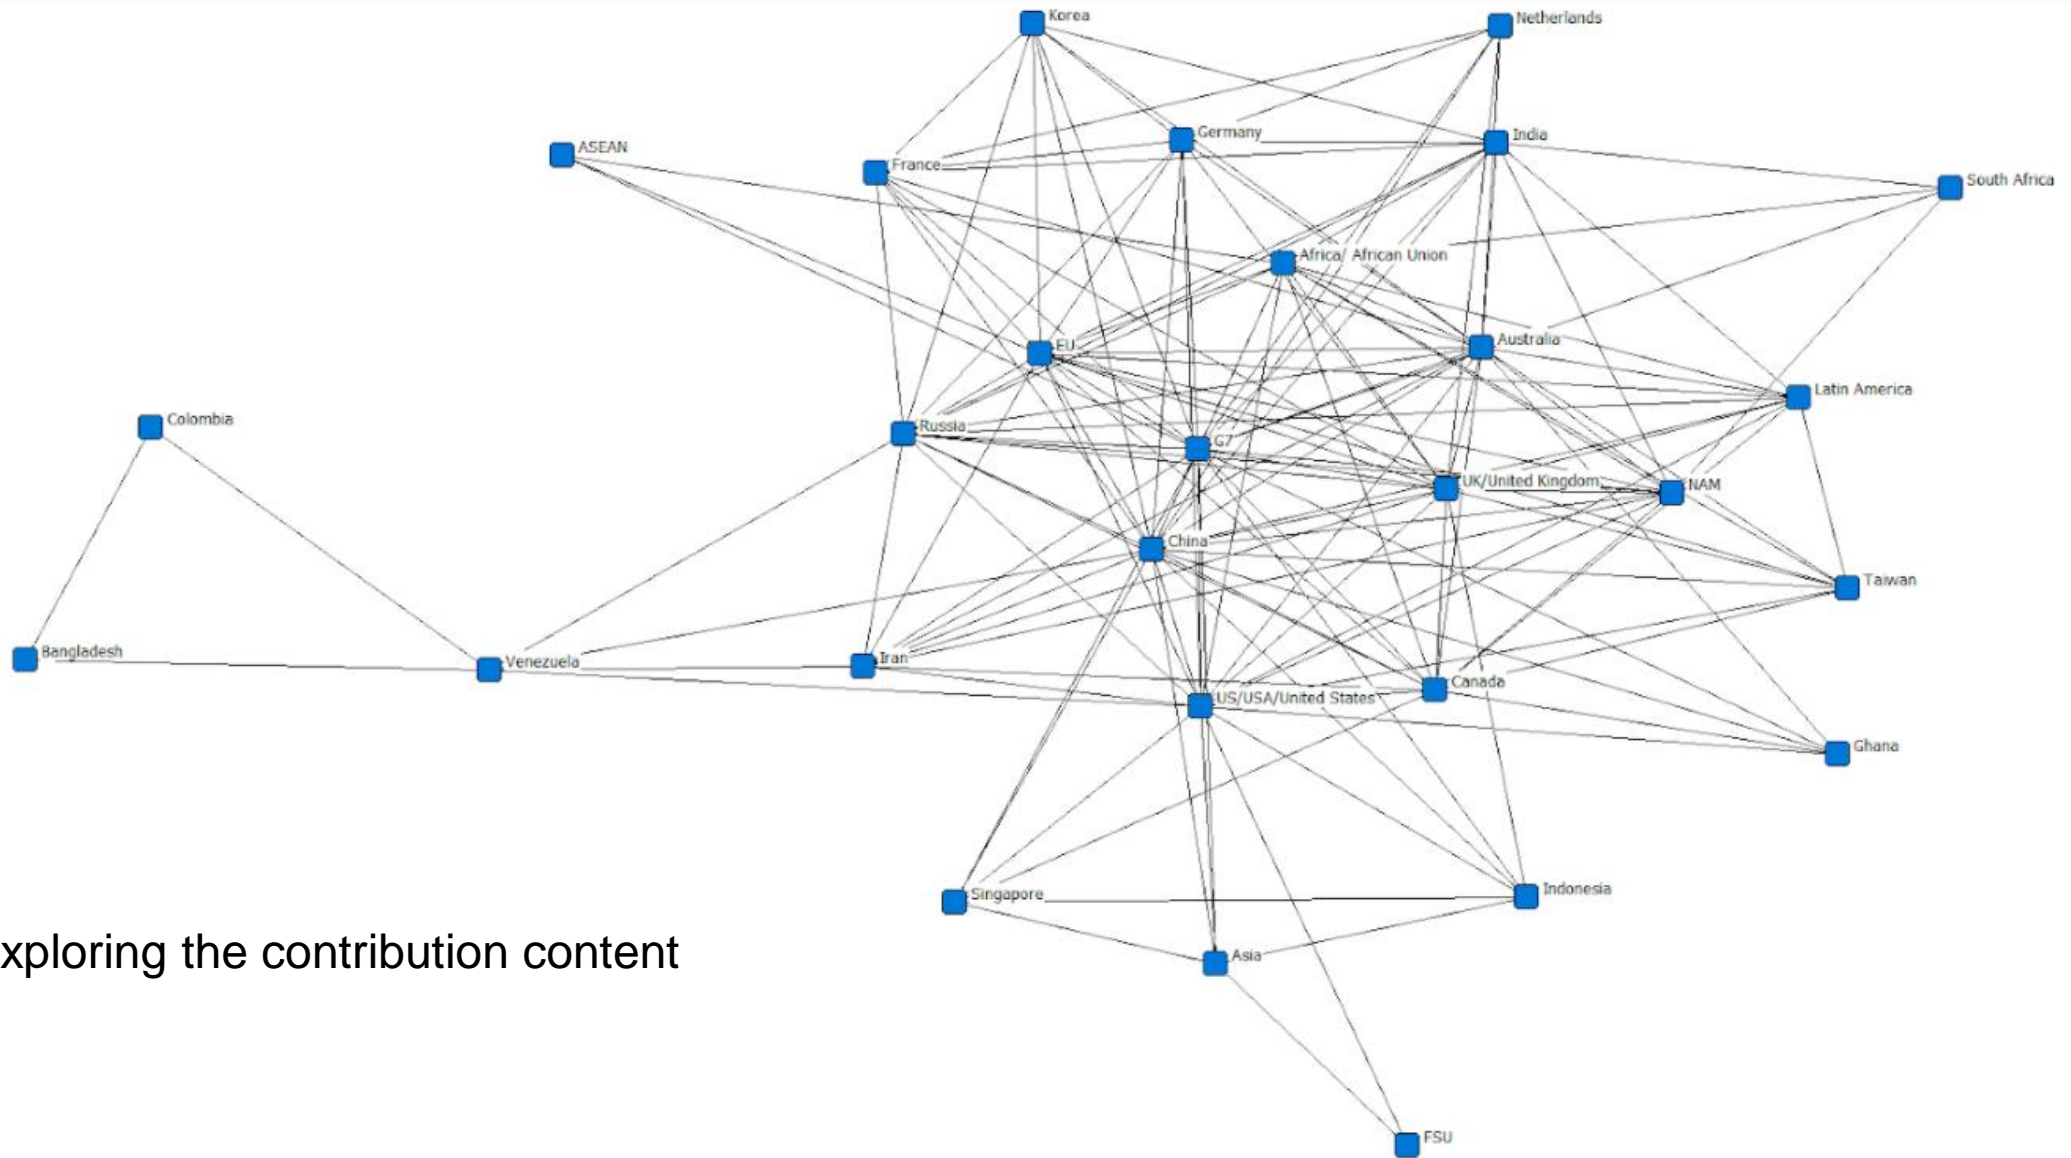 Korea
Netherlands
Germany
India
ASEAN
France
South Africa
Africa/ African Union
Australia
EU
Latin America
Colombia
Russia
G7
UK/United Kingdom
NAM
China
Taiwan
Bangladesh
Venezuela
Iran
Canada
US/USA/United States
Ghana
Singapore
Indonesia
xploring the contribution content
Asia
FSU